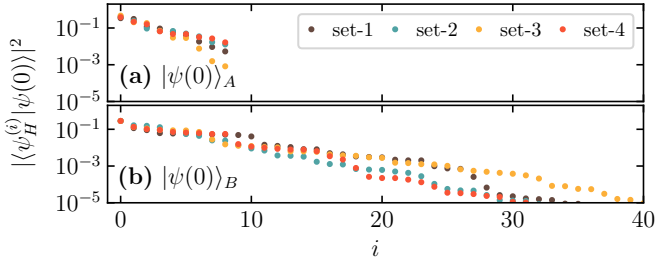 set-1 set-2 set-3 set-4
10⁻¹
10⁻³
10⁻⁵
(a) |ψ(0)⟩_A
10⁻¹
10⁻³
10⁻⁵
(b) |ψ(0)⟩_B
|⟨ψ_H^{(i)}|ψ(0)⟩|²
0 10 20 30 40
i